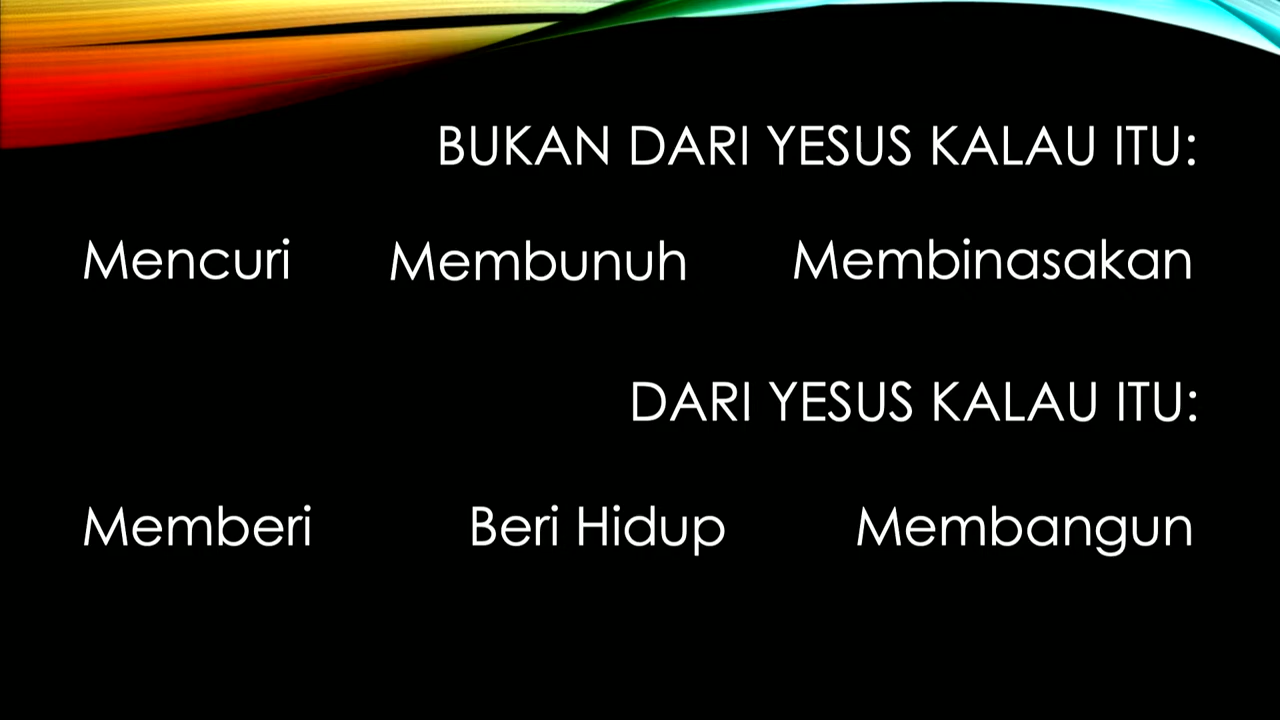 BUKAN DARI YESUS KALAU ITU:
Mencuri Membunuh Membinasakan
DARI YESUS KALAU ITU:
Memberi Beri Hidup Membangun